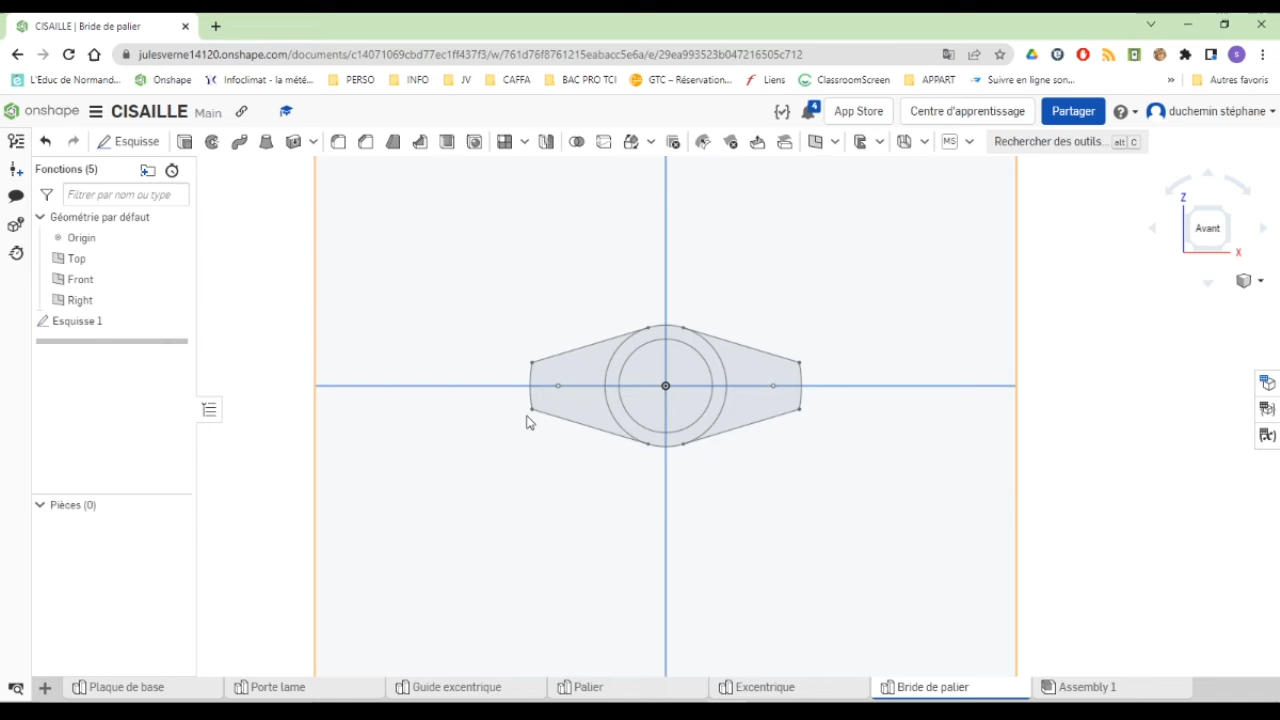 CISAILLE | Bride de palier
julesverne14120.onshape.com/documents/c14071069cbd77ec1ff437f3/w/761d76f8761215eabacc5e6a/e/29ea993523b047216505c712
S
L'Educ de Normand... Onshape Infoclimat - la mété... PERSO INFO JV CAFFA BAC PRO TCI GTC – Réservation... Liens ClassroomScreen APPART Suivre en ligne son... » Autres favoris
onshape CISAILLE Main 4 App Store Centre d'apprentissage Partager duchemin stéphane
Esquisse MS Rechercher des outils... alt C
Fonctions (5)
Filtrer par nom ou type
Géométrie par défaut
Origin
Top
Front
Right
Esquisse 1
Pièces (0)
Z
Avant
X
Plaque de base Porte lame Guide excentrique Palier Excentrique Bride de palier Assembly 1